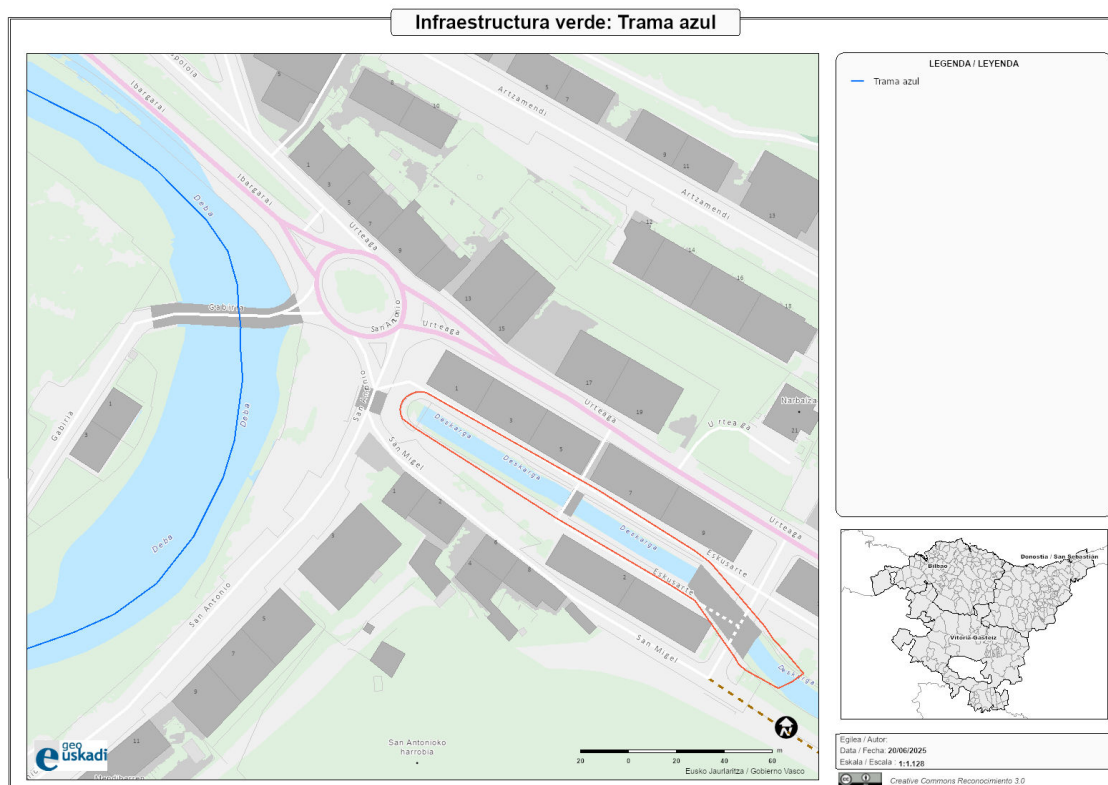 Infraestructura verde: Trama azul
LEGENDA / LEYENDA
Trama azul
Ibargarai
Artzamendi
Artzamendi
Deba
Ibargarai
Urteaga
Gabiria
San Antonio
Urteaga
Deba
Gabiria
San Migel
Deskarga
Deskarga
Deskarga
Urteaga
Urteaga
Narbaiza
Urteaga
Eskusarte
Eskusarte
Deba
San Antonio
San Migel
Deskarga
San Antonioko
harrobia
geo
euskadi
20 0 20 40 60 m
Eusko Jaurlaritza / Gobierno Vasco
N
Donostia / San Sebastián
Bilbao
Vitoria-Gasteiz
Egilea / Autor:
Data / Fecha: 20/06/2025
Eskala / Escala : 1:1.128
Creative Commons Reconocimiento 3.0